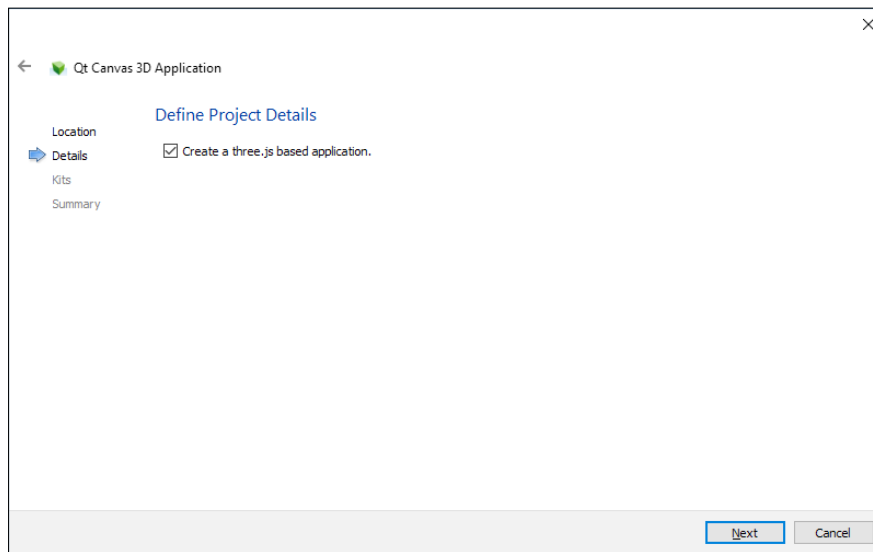 Qt Canvas 3D Application
Define Project Details
Location
Details
Kits
Summary
Create a three.js based application.
Next
Cancel